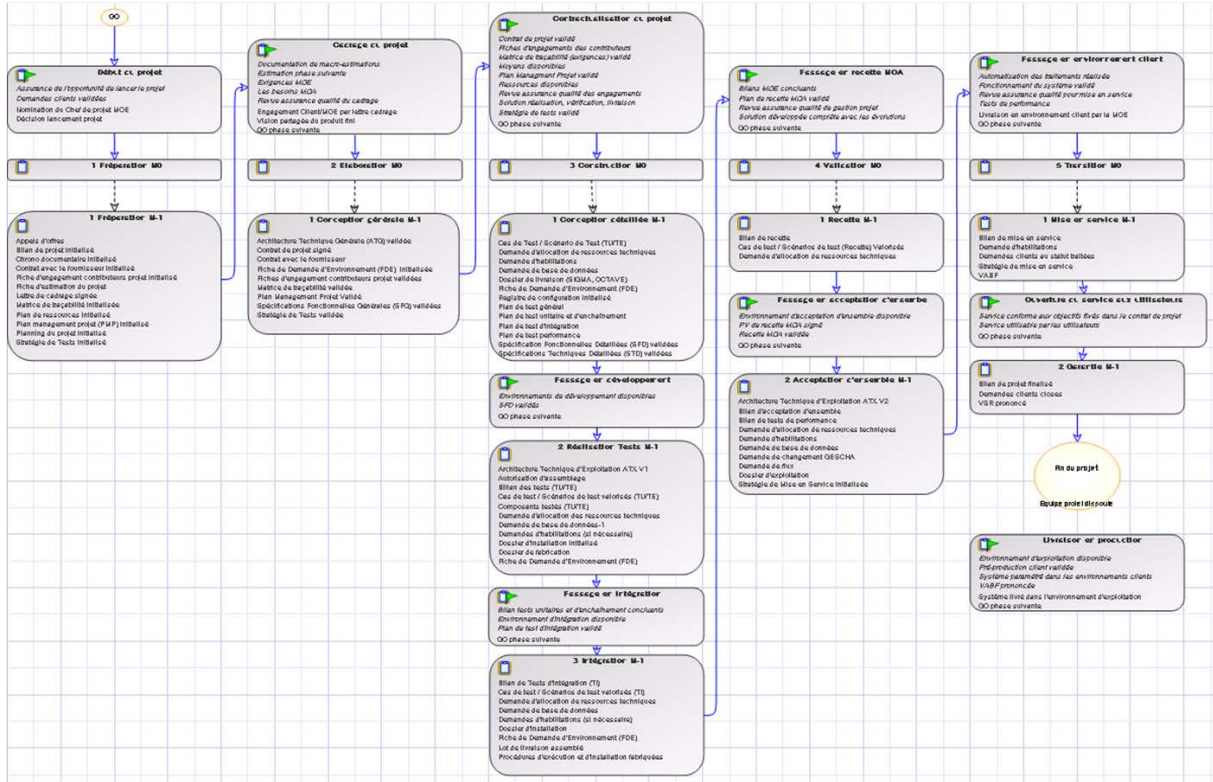 GO
Début du projet
Assurance de l'opportunité de lancer le projet
Demandes clients validées
Nomination du Chef de projet MOE
Décision lancement projet
1 Préparation M0
1 Préparation M-1
Appels d'offres
Bilan de projet initialisé
Chrono documentaire initialisé
Contrat avec le fournisseur initialisé
Fiche d'engagement contributeurs projet initialisé
Fiche d'estimation du projet
Lettre de cadrage signée
Matrice de traçabilité initialisée
Plan de ressources initialisé
Plan management projet (PMP) initialisé
Planning du projet initialisé
Stratégie de Tests initialisé
Cadrage du projet
Documentation de macro-estimations
Estimation phase suivante
Exigences MOE
Les besoins MOA
Revue assurance qualité du cadrage
Engagement Client/MOE par lettre cadrage
Vision partagée du produit fini
GO phase suivante
2 Elaboration M0
1 Conception générale M-1
Architecture Technique Générale (ATG) validée
Contrat de projet signé
Contrat avec le fournisseur
Fiche de Demande d'Environnement (FDE) initialisée
Fiches d'engagement contributeurs projet validées
Matrice de traçabilité validée
Plan Management Projet Validé
Spécifications Fonctionnelles Générales (SFG) validées
Stratégie de Tests validée
Contractualisation du projet
Contrat de projet validé
Fiches d'engagements des contributeurs
Matrice de traçabilité (exigences) validé
Moyens disponibles
Plan Managment Projet validé
Ressources disponibles
Revue assurance qualité des engagements
Solution réalisation, vérification, livraison
Stratégie de tests validé
GO phase suivante
3 Construction M0
1 Conception détaillée M-1
Cas de Test / Scénario de Test (TU/TE)
Demande d'allocation de ressources techniques
Demande d'habilitations
Demande de base de données
Dossier de livraison (SIGMA, OCTAVE)
Fiche de Demande d'Environnement (FDE)
Registre de configuration initialisé
Plan de test général
Plan de test unitaire et d'enchaînement
Plan de test d'intégration
Plan de test performance
Spécification Fonctionnelles Détaillées (SFD) validées
Spécifications Techniques Détaillées (STD) validées
Passage en développement
Environnements de développement disponibles
SFD validés
GO phase suivante
2 Réalisation Tests M-1
Architecture Technique d'Exploitation ATX V1
Autorisation d'assemblage
Bilan des tests (TU/TE)
Cas de test / Scénarios de test valorisés (TU/TE)
Composants testés (TU/TE)
Demande d'allocation des ressources techniques
Demande de base de données-1
Demandes d'habilitations (si nécessaire)
Dossier d'installation initialisé
Dossier de fabrication
Fiche de Demande d'Environnement (FDE)
Passage en intégration
Bilan tests unitaires et d'enchaînement concluants
Environnement d'intégration disponible
Plan de test d'intégration validé
GO phase suivante
3 Intégration M-1
Bilan de Tests d'intégration (TI)
Cas de test / Scénarios de test valorisés (TI)
Demande d'allocation de ressources techniques
Demande de base de données
Demandes d'habilitations (si nécessaire)
Dossier d'installation
Fiche de Demande d'Environnement (FDE)
Lot de livraison assemblé
Procédures d'exécution et d'installation fabriquées
Passage en recette MOA
Bilans MOE concluants
Plan de recette MOA validé
Revue assurance qualité de gestion projet
Solution développée complète avec les évolutions
GO phase suivante
4 Validation M0
1 Recette M-1
Bilan de recette
Cas de test / Scénarios de test (Recette) Valorisés
Demande d'allocation de ressources techniques
Passage en acceptation d'ensemble
Environnement d'acceptation d'ensemble disponible
PV de recette MOA signé
Recette MOA validée
GO phase suivante
2 Acceptation d'ensemble M-1
Architecture Technique d'Exploitation ATX V2
Bilan d'acceptation d'ensemble
Bilan de tests de performance
Demande d'allocation de ressources techniques
Demande d'habilitations
Demande de base de données
Demande de changement GESCHA
Demande de flux
Dossier d'exploitation
Stratégie de Mise en Service initialisée
Passage en environnement client
Automatisation des traitements réalisée
Fonctionnement du système validé
Revue assurance qualité pour mise en service
Tests de performance
Livraison en environnement client par la MOE
GO phase suivante
5 Transition M0
1 Mise en service M-1
Bilan de mise en service
Demande d'habilitations
Demandes clients au statut traitées
Stratégie de mise en service
VABF
Ouverture du service aux utilisateurs
Service conforme aux objectifs fixés dans le contrat de projet
Service utilisable par les utilisateurs
GO phase suivante
2 Garantie M-1
Bilan de projet finalisé
Demandes clients closes
VSR prononcé
Fin du projet
Equipe projet dissoute
Livraison en production
Environnement d'exploitation disponible
Pré-production client validée
Système paramétré dans les environnements clients
VABF prononcée
Système livré dans l'environnement d'exploitation
GO phase suivante